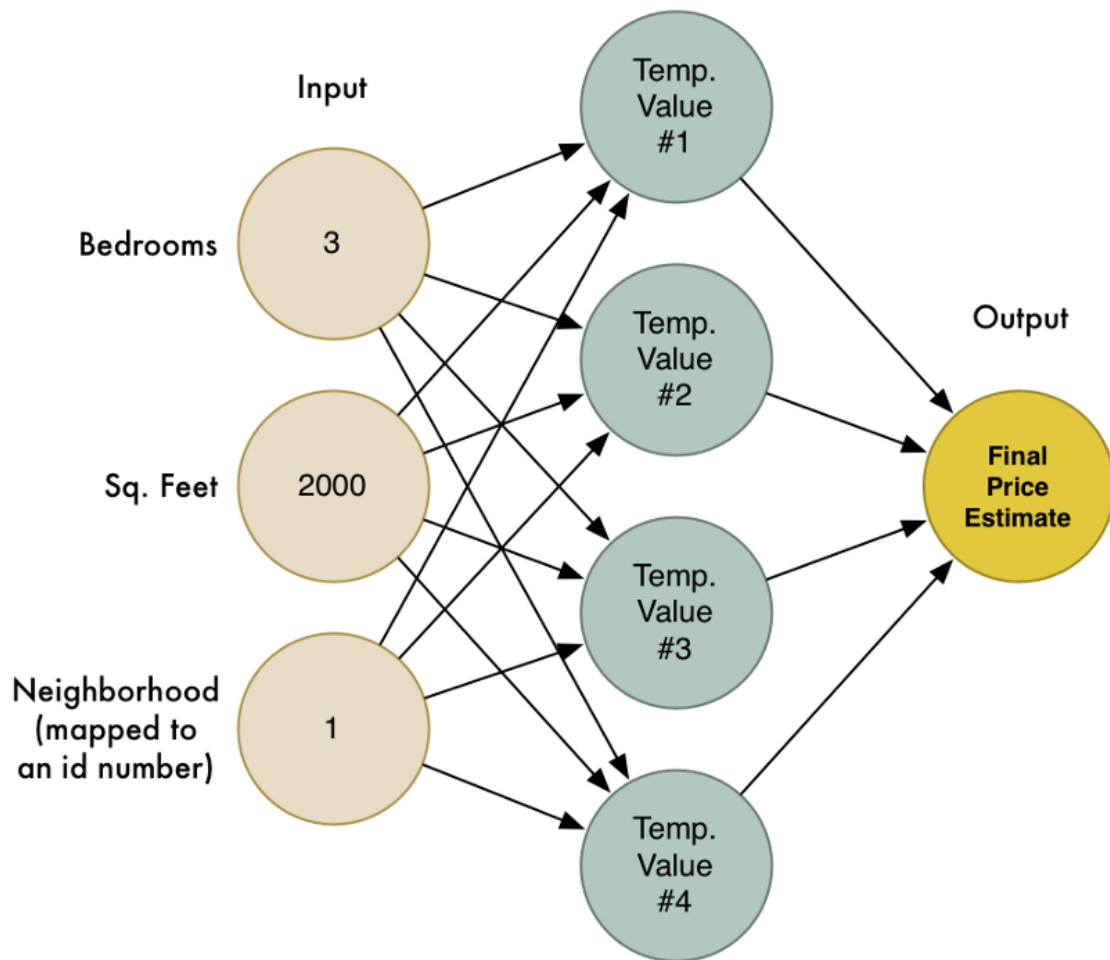 Input
Bedrooms
3
Sq. Feet
2000
Neighborhood
(mapped to
an id number)
1
Temp.
Value
#1
Temp.
Value
#2
Temp.
Value
#3
Temp.
Value
#4
Output
Final
Price
Estimate